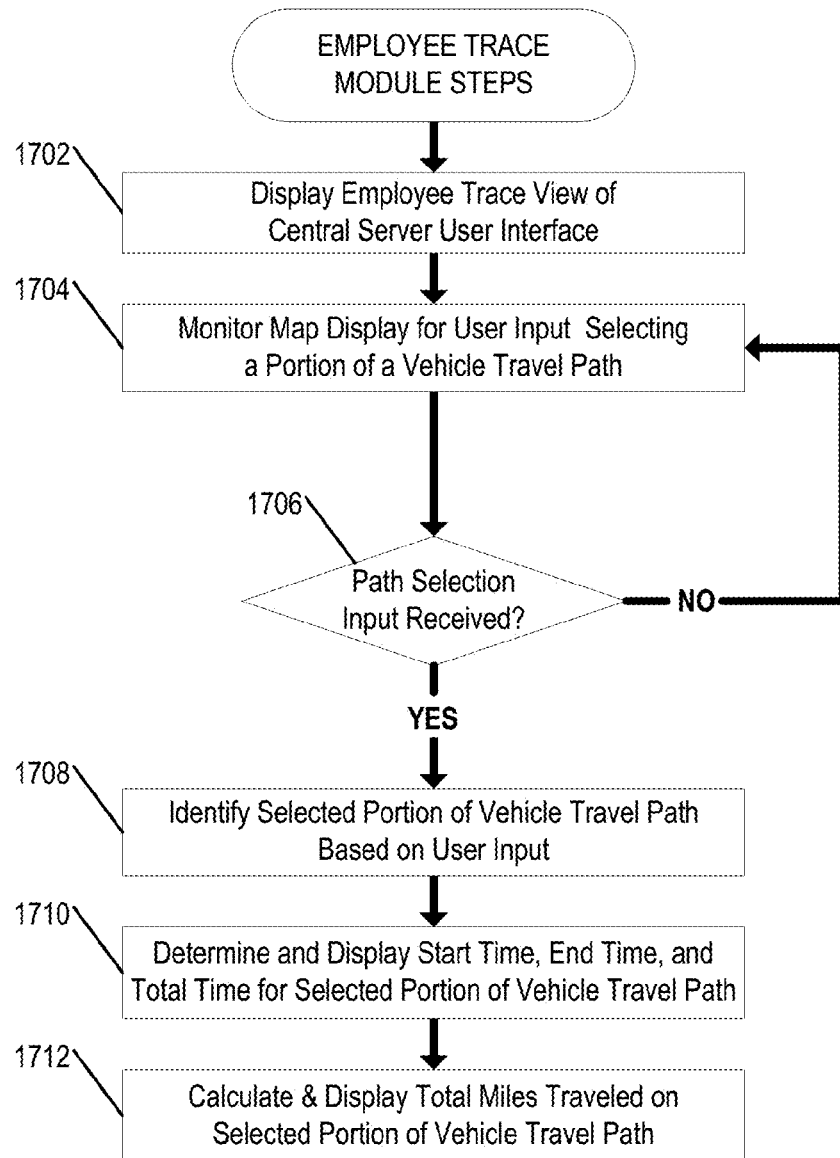 EMPLOYEE TRACE
MODULE STEPS
1702
Display Employee Trace View of
Central Server User Interface
1704
Monitor Map Display for User Input Selecting
a Portion of a Vehicle Travel Path
1706
Path Selection
Input Received?
NO
YES
1708
Identify Selected Portion of Vehicle Travel Path
Based on User Input
1710
Determine and Display Start Time, End Time, and
Total Time for Selected Portion of Vehicle Travel Path
1712
Calculate & Display Total Miles Traveled on
Selected Portion of Vehicle Travel Path